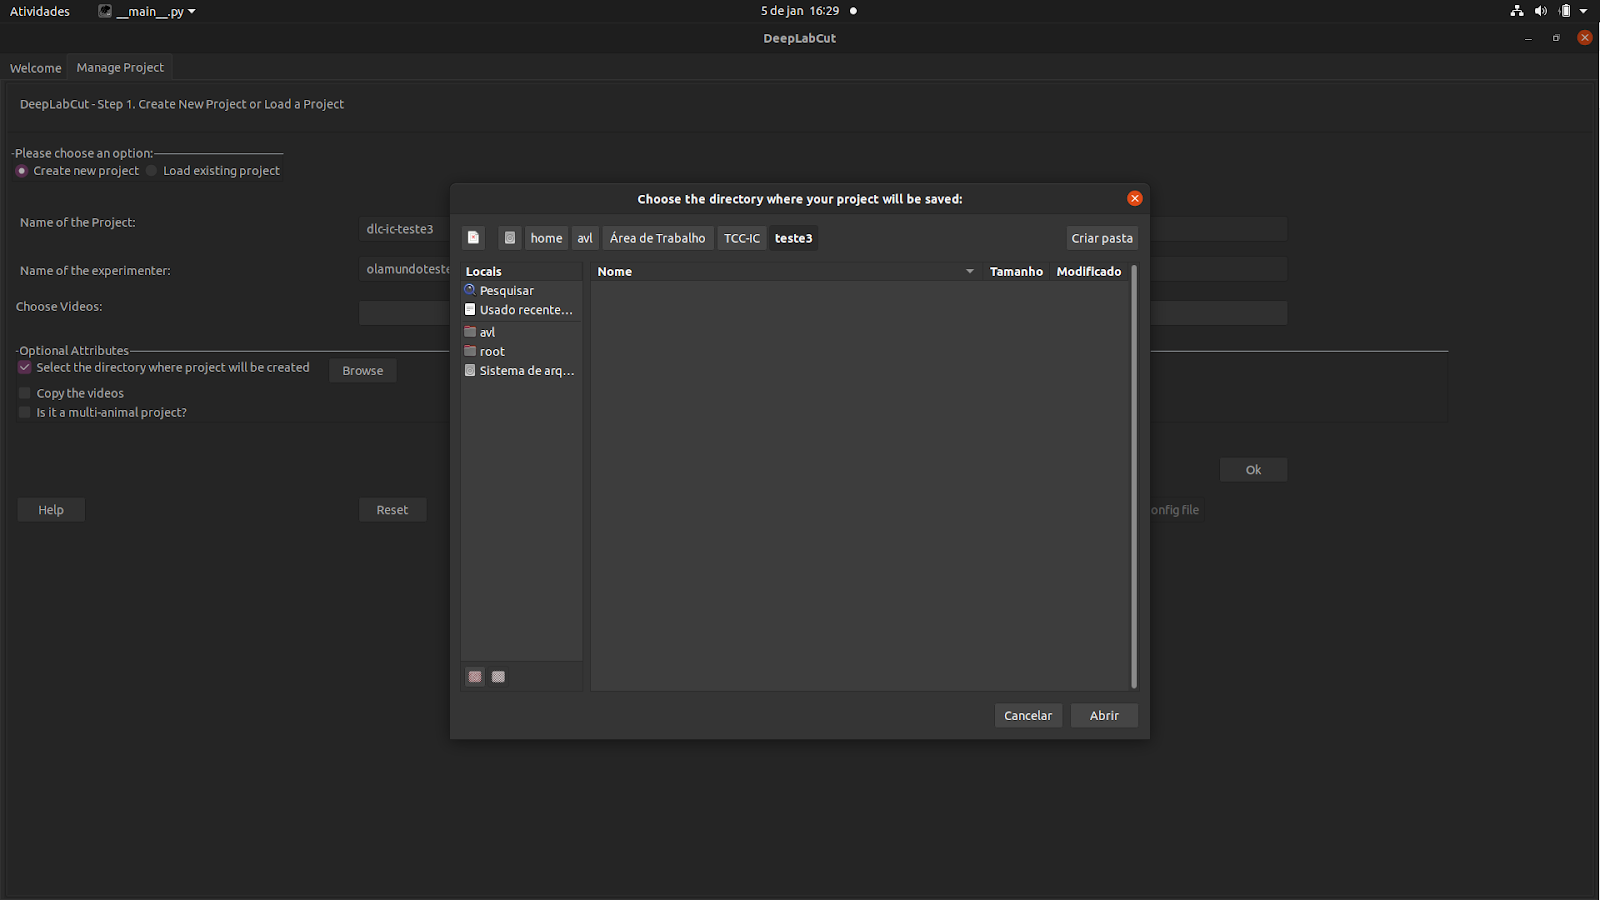 Atividades __main__.py 5 de jan 16:29
DeepLabCut
Welcome Manage Project
DeepLabCut - Step 1. Create New Project or Load a Project
Please choose an option:
Create new project Load existing project
Choose the directory where your project will be saved:
Name of the Project: dlc-ic-teste3
home avl Área de Trabalho TCC-IC teste3 Criar pasta
Name of the experimenter: olamundoteste
Locais Nome Tamanho Modificado
Pesquisar
Choose Videos:
Usado recente...
avl
Optional Attributes
root
Select the directory where project will be created Browse
Sistema de arq...
Copy the videos
Is it a multi-animal project?
Ok
Help Reset onfig file
Cancelar Abrir